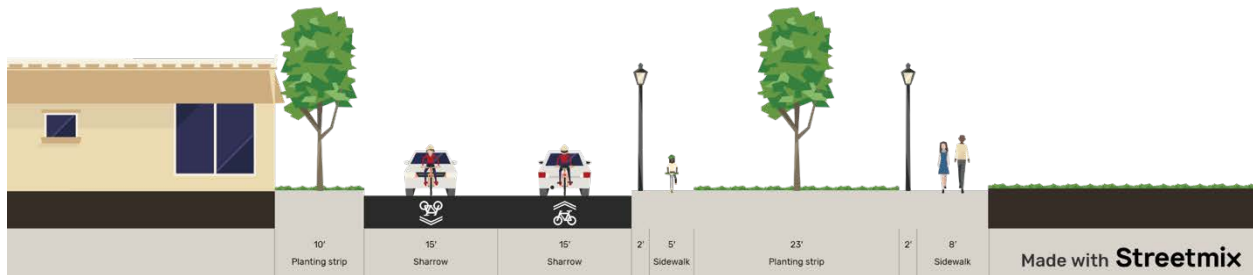 10' 15' 15' 2' 5' 23' 2' 8'
Planting strip Sharrow Sharrow Sidewalk Planting strip Sidewalk
Made with Streetmix